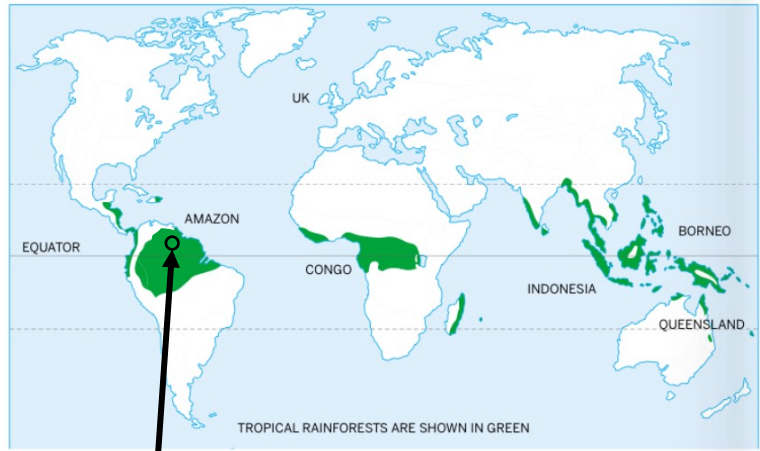 UK
AMAZON
EQUATOR
BORNEO
CONGO
INDONESIA
QUEENSLAND
TROPICAL RAINFORESTS ARE SHOWN IN GREEN